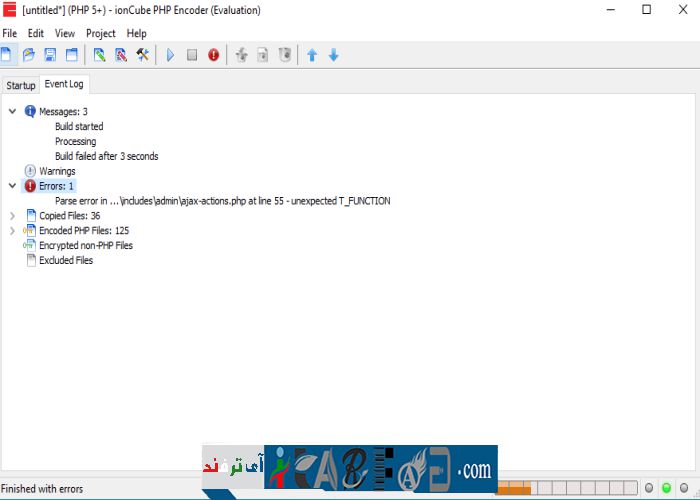 [untitled*] (PHP 5+) - ionCube PHP Encoder (Evaluation)
File Edit View Project Help
Startup Event Log
Messages: 3
Build started
Processing
Build failed after 3 seconds
Warnings
Errors: 1
Parse error in ...\includes\admin\ajax-actions.php at line 55 - unexpected T_FUNCTION
Copied Files: 36
Encoded PHP Files: 125
Encrypted non-PHP Files
Excluded Files
آی ترفند
.com
Finished with errors